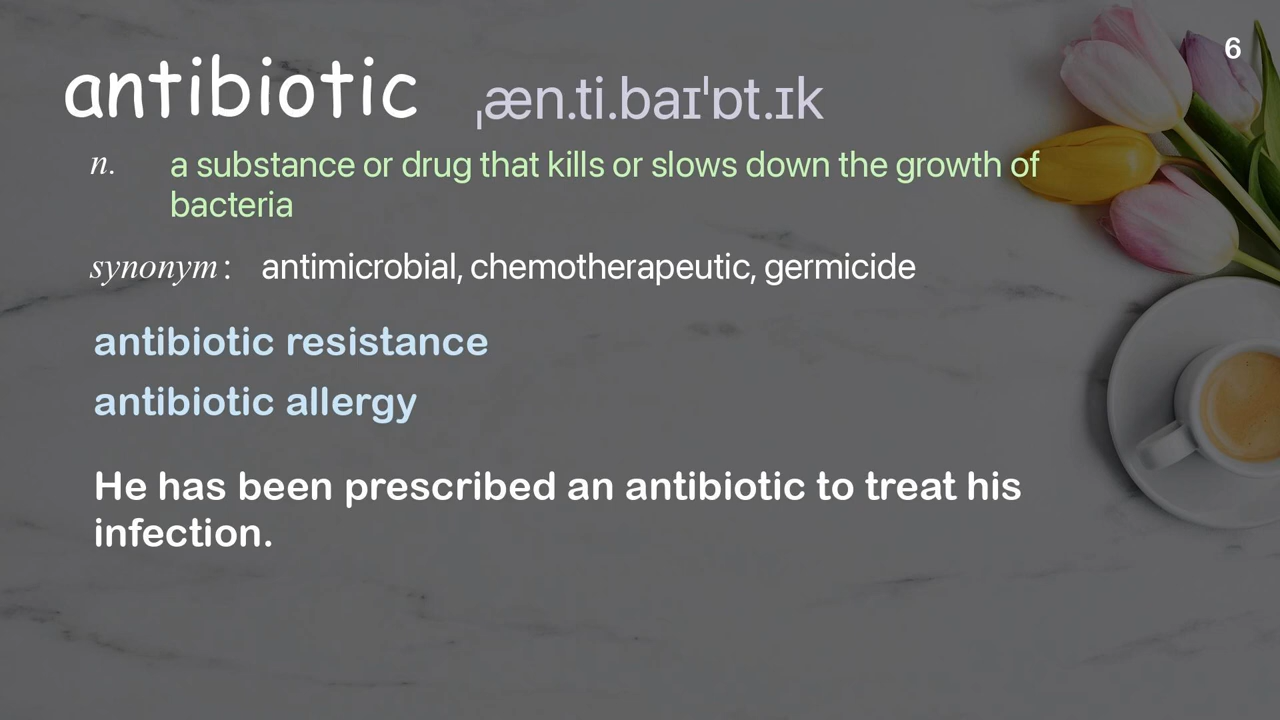 6
antibiotic ˌæn.ti.baɪˈɒt.ɪk
n. a substance or drug that kills or slows down the growth of
bacteria
synonym: antimicrobial, chemotherapeutic, germicide
antibiotic resistance
antibiotic allergy
He has been prescribed an antibiotic to treat his
infection.